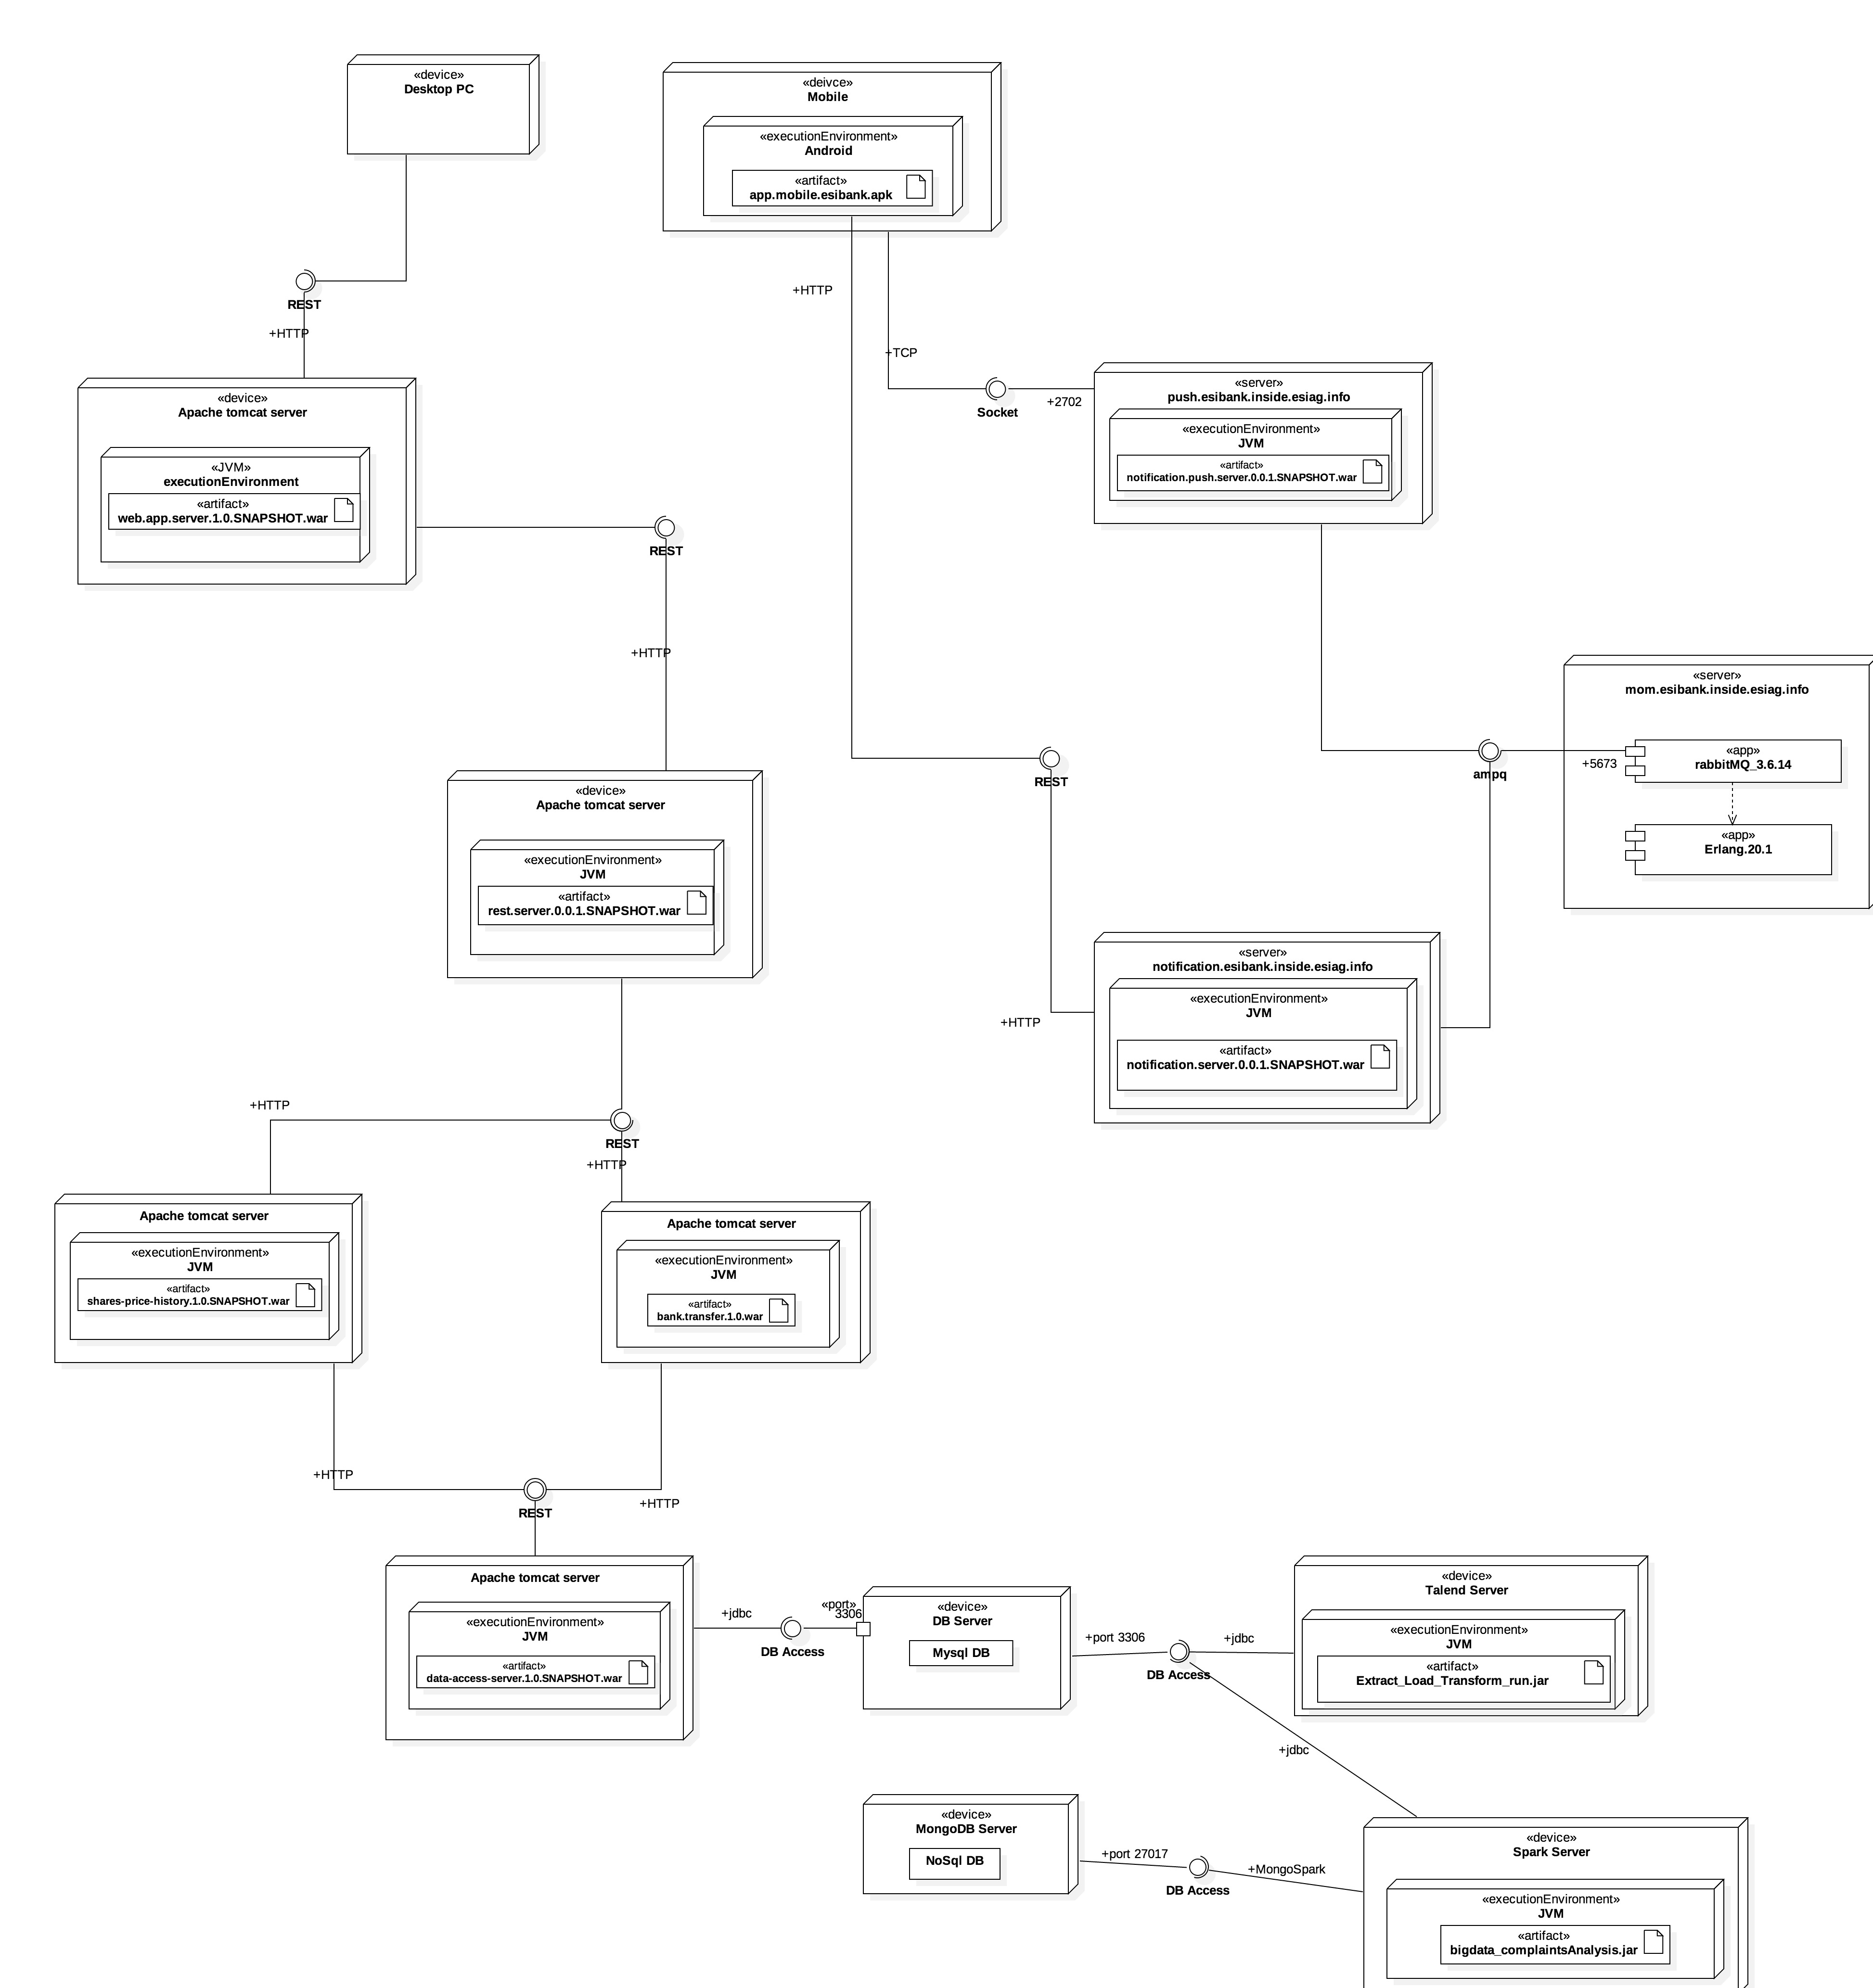 «device»
Desktop PC
«deivce»
Mobile
«executionEnvironment»
Android
«artifact»
app.mobile.esibank.apk
REST
+HTTP
+HTTP
+TCP
Socket
+2702
«server»
push.esibank.inside.esiag.info
«executionEnvironment»
JVM
«artifact»
notification.push.server.0.0.1.SNAPSHOT.war
«device»
Apache tomcat server
«JVM»
executionEnvironment
«artifact»
web.app.server.1.0.SNAPSHOT.war
REST
+HTTP
«server»
mom.esibank.inside.esiag.info
«app»
rabbitMQ_3.6.14
«app»
Erlang.20.1
ampq
+5673
REST
«device»
Apache tomcat server
«executionEnvironment»
JVM
«artifact»
rest.server.0.0.1.SNAPSHOT.war
+HTTP
«server»
notification.esibank.inside.esiag.info
«executionEnvironment»
JVM
«artifact»
notification.server.0.0.1.SNAPSHOT.war
+HTTP
REST
+HTTP
Apache tomcat server
«executionEnvironment»
JVM
«artifact»
shares-price-history.1.0.SNAPSHOT.war
Apache tomcat server
«executionEnvironment»
JVM
«artifact»
bank.transfer.1.0.war
+HTTP
REST
+HTTP
Apache tomcat server
«executionEnvironment»
JVM
«artifact»
data-access-server.1.0.SNAPSHOT.war
+jdbc
DB Access
«port»
3306
«device»
DB Server
Mysql DB
+port 3306
DB Access
+jdbc
«device»
Talend Server
«executionEnvironment»
JVM
«artifact»
Extract_Load_Transform_run.jar
+jdbc
«device»
MongoDB Server
NoSql DB
+port 27017
DB Access
+MongoSpark
«device»
Spark Server
«executionEnvironment»
JVM
«artifact»
bigdata_complaintsAnalysis.jar